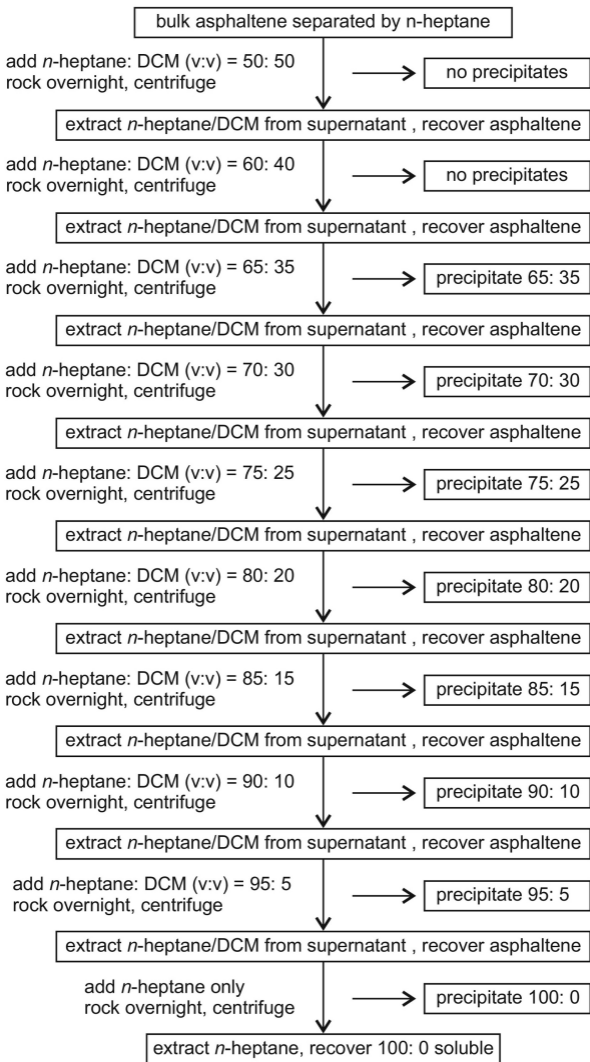 bulk asphaltene separated by n-heptane
add n-heptane: DCM (v:v) = 50: 50
rock overnight, centrifuge
no precipitates
extract n-heptane/DCM from supernatant , recover asphaltene
add n-heptane: DCM (v:v) = 60: 40
rock overnight, centrifuge
no precipitates
extract n-heptane/DCM from supernatant , recover asphaltene
add n-heptane: DCM (v:v) = 65: 35
rock overnight, centrifuge
precipitate 65: 35
extract n-heptane/DCM from supernatant , recover asphaltene
add n-heptane: DCM (v:v) = 70: 30
rock overnight, centrifuge
precipitate 70: 30
extract n-heptane/DCM from supernatant , recover asphaltene
add n-heptane: DCM (v:v) = 75: 25
rock overnight, centrifuge
precipitate 75: 25
extract n-heptane/DCM from supernatant , recover asphaltene
add n-heptane: DCM (v:v) = 80: 20
rock overnight, centrifuge
precipitate 80: 20
extract n-heptane/DCM from supernatant , recover asphaltene
add n-heptane: DCM (v:v) = 85: 15
rock overnight, centrifuge
precipitate 85: 15
extract n-heptane/DCM from supernatant , recover asphaltene
add n-heptane: DCM (v:v) = 90: 10
rock overnight, centrifuge
precipitate 90: 10
extract n-heptane/DCM from supernatant , recover asphaltene
add n-heptane: DCM (v:v) = 95: 5
rock overnight, centrifuge
precipitate 95: 5
extract n-heptane/DCM from supernatant , recover asphaltene
add n-heptane only
rock overnight, centrifuge
precipitate 100: 0
extract n-heptane, recover 100: 0 soluble